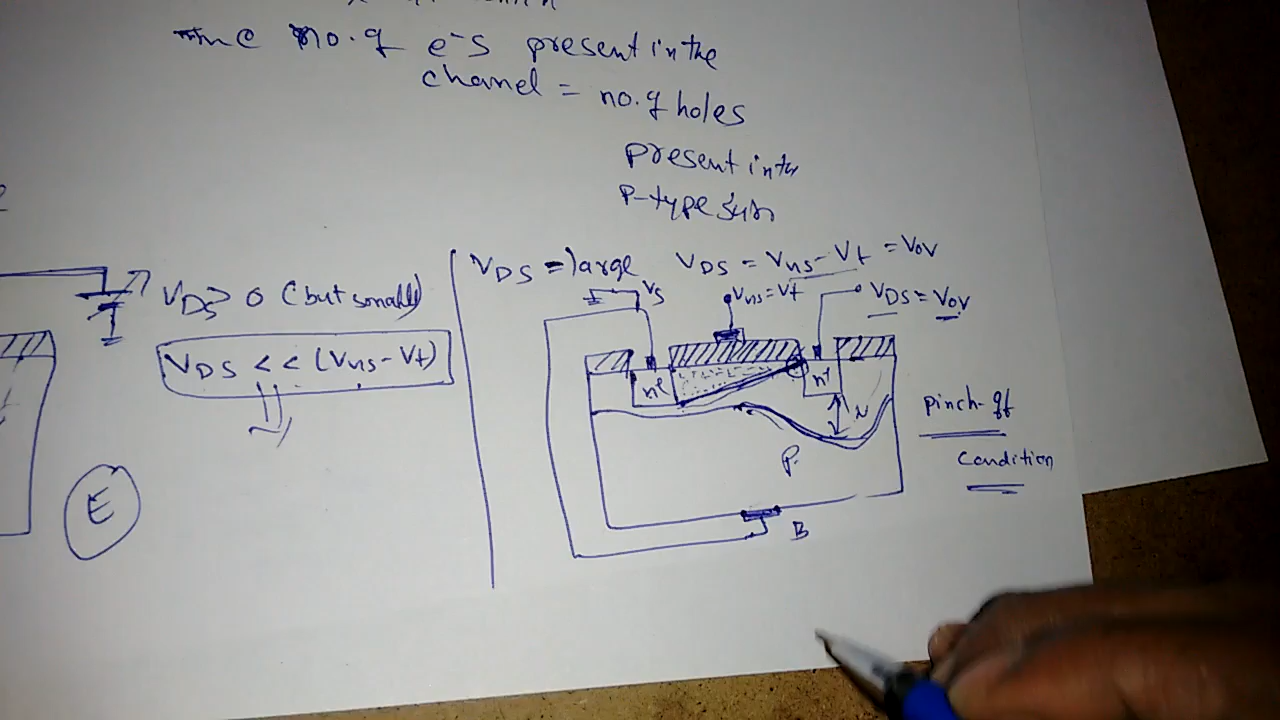 no. of e-s present in the
channel = no. of holes
present in the
P-type sub
VDS > 0 (but small)
VDS << (VGS - Vt)
E
VDS = large
VDS = VGS - Vt = VOV
VS
VGS = Vt
VDS = VOV
n+
n+
N
P
B
pinch-off
condition